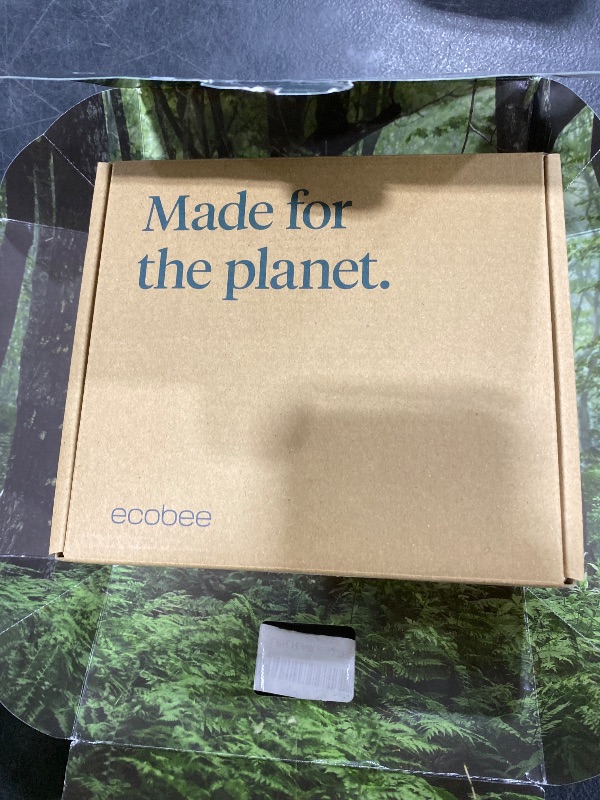 Made for
the planet.
ecobee